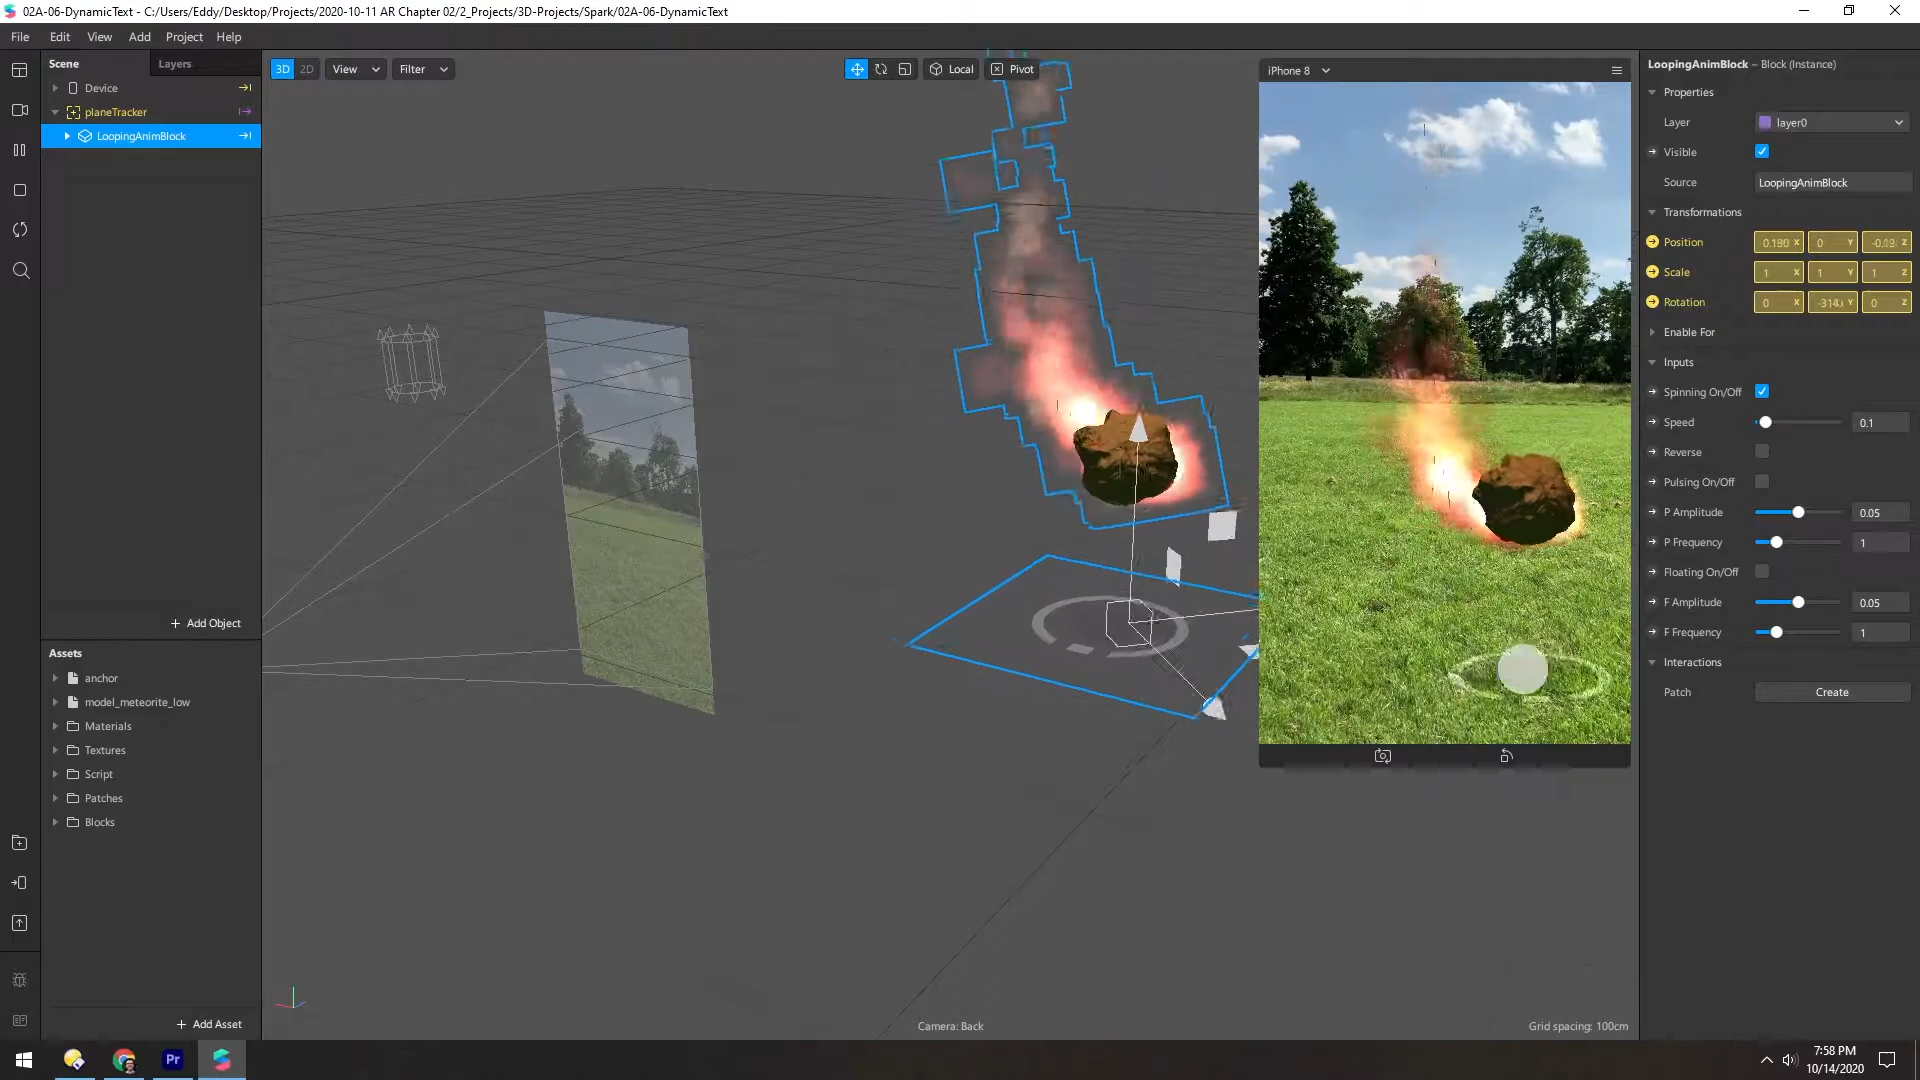 02A-06-DynamicText - C:/Users/Eddy/Desktop/Projects/2020-10-11 AR Chapter 02/2_Projects/3D-Projects/Spark/02A-06-DynamicText
File Edit View Add Project Help
Scene Layers
Device
planeTracker
LoopingAnimBlock
+ Add Object
Assets
anchor
model_meteorite_low
Materials
Textures
Script
Patches
Blocks
+ Add Asset
3D 2D View Filter
Local Pivot
Camera: Back
Grid spacing: 100cm
iPhone 8
LoopingAnimBlock – Block (Instance)
Properties
Layer layer0
Visible
Source LoopingAnimBlock
Transformations
Position X 0 Y Z
Scale 1 X 1 Y 1 Z
Rotation 0 X Y 0 Z
Enable For
Inputs
Spinning On/Off
Speed 0.1
Reverse
Pulsing On/Off
P Amplitude 0.05
P Frequency 1
Floating On/Off
F Amplitude 0.05
F Frequency 1
Interactions
Patch Create
Pr
7:58 PM
10/14/2020